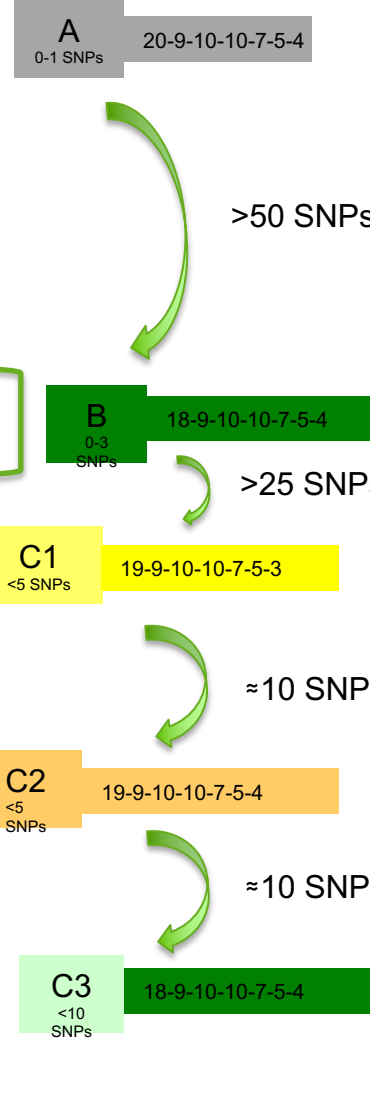 A
0-1 SNPs
20-9-10-10-7-5-4
>50 SNPs
B
0-3
SNPs
18-9-10-10-7-5-4
>25 SNPs
C1
<5 SNPs
19-9-10-10-7-5-3
≈10 SNP
C2
<5
SNPs
19-9-10-10-7-5-4
≈10 SNP
C3
<10
SNPs
18-9-10-10-7-5-4